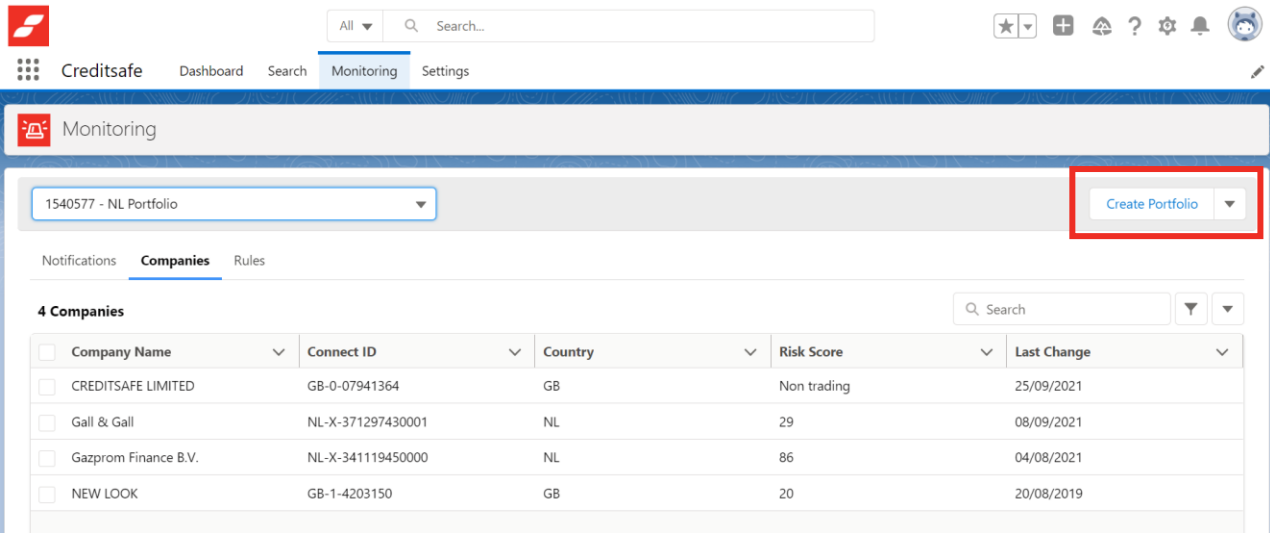 All Search...
Creditsafe Dashboard Search Monitoring Settings
Monitoring
1540577 - NL Portfolio Create Portfolio
Notifications Companies Rules
4 Companies Search
Company Name Connect ID Country Risk Score Last Change
CREDITSAFE LIMITED GB-0-07941364 GB Non trading 25/09/2021
Gall & Gall NL-X-371297430001 NL 29 08/09/2021
Gazprom Finance B.V. NL-X-341119450000 NL 86 04/08/2021
NEW LOOK GB-1-4203150 GB 20 20/08/2019